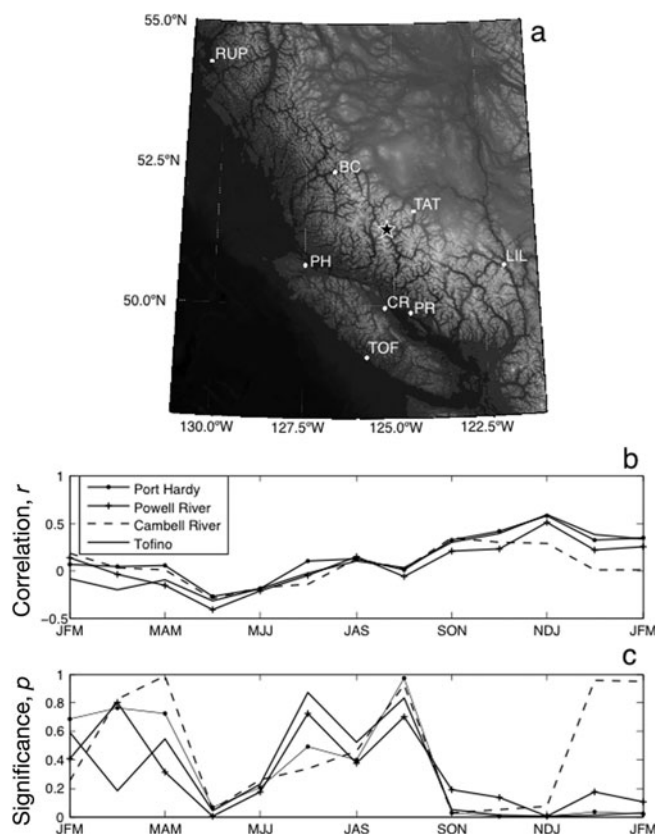 55.0°N
a
RUP
52.5°N
BC
TAT
PH
LIL
50.0°N
CR
PR
TOF
130.0°W 127.5°W 125.0°W 122.5°W
b
Correlation, r
1
0.5
0
-0.5
Port Hardy
Powell River
Cambell River
Tofino
JFM MAM MJJ JAS SON NDJ JFM
c
Significance, p
1
0.8
0.6
0.4
0.2
0
JFM MAM MJJ JAS SON NDJ JFM